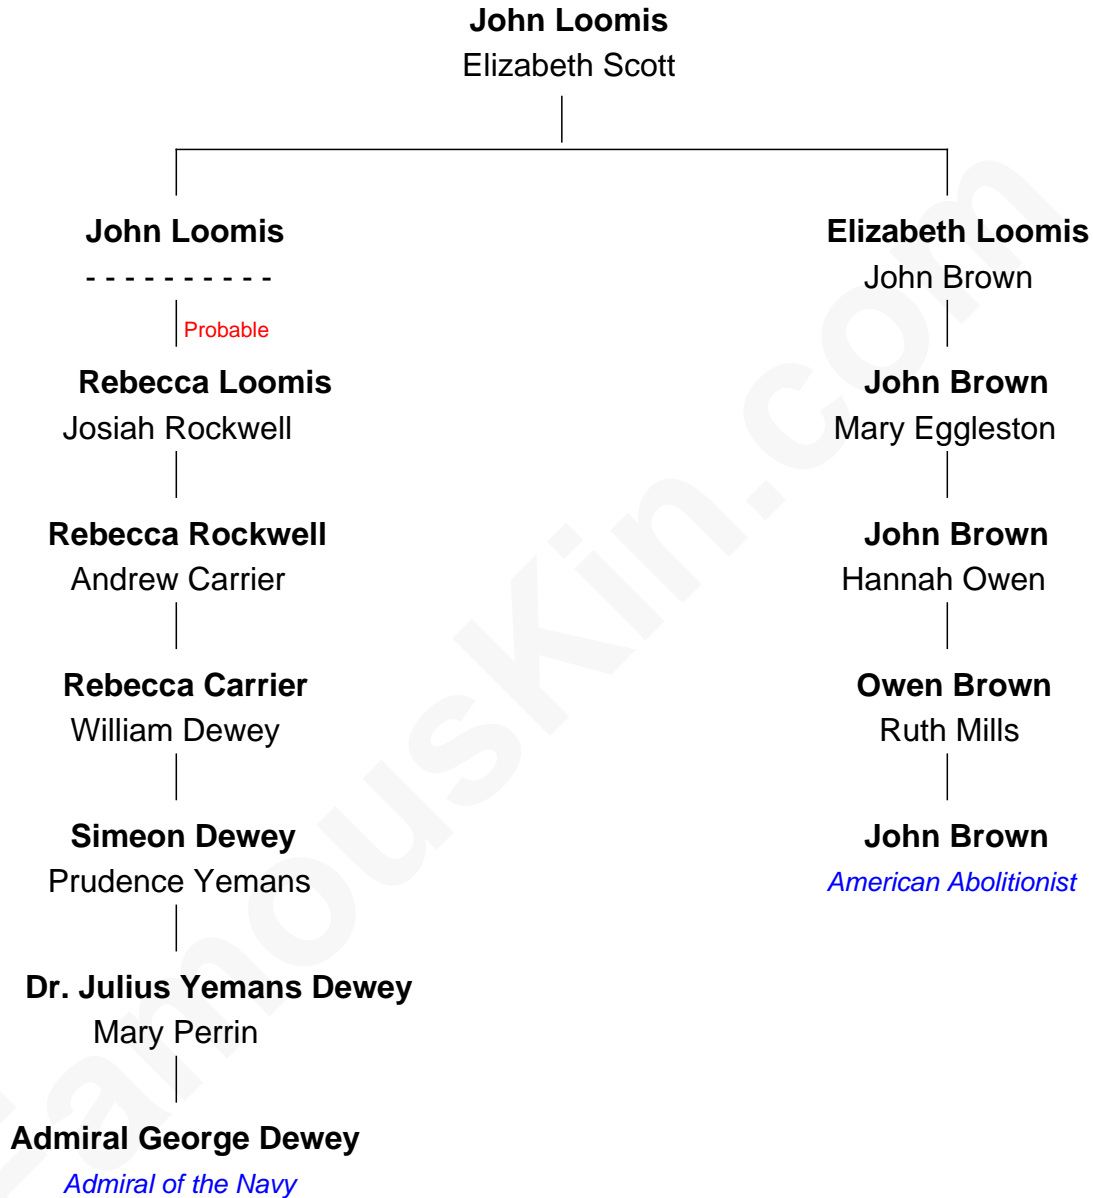 John Loomis
Elizabeth Scott
John Loomis
- - - - - - - - - -
Probable
Rebecca Loomis
Josiah Rockwell
Rebecca Rockwell
Andrew Carrier
Rebecca Carrier
William Dewey
Simeon Dewey
Prudence Yemans
Dr. Julius Yemans Dewey
Mary Perrin
Admiral George Dewey
Admiral of the Navy
Elizabeth Loomis
John Brown
John Brown
Mary Eggleston
John Brown
Hannah Owen
Owen Brown
Ruth Mills
John Brown
American Abolitionist
FamousKin.com